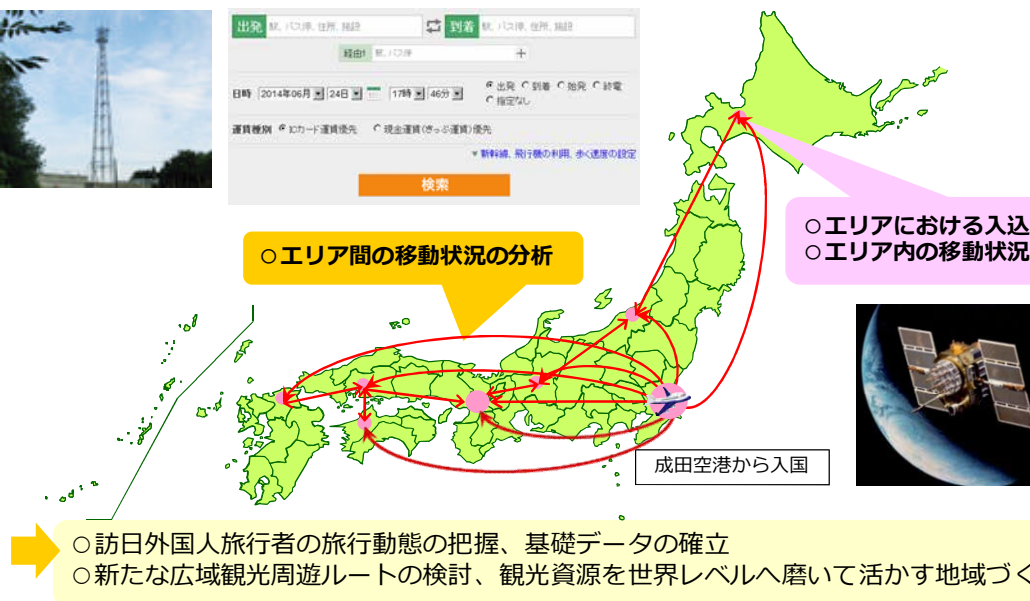 出発 駅、バス停、住所、施設 到着 駅、バス停、住所、施設
経由1 駅、バス停 +
日時 2014年06月 24日 17時 46分 出発 到着 始発 終電
指定なし
運賃種別 ICカード運賃優先 現金運賃(きっぷ運賃)優先
▼新幹線、飛行機の利用、歩く速度の設定
検索
○エリア間の移動状況の分析
○エリアにおける入込
○エリア内の移動状況
成田空港から入国
○訪日外国人旅行者の旅行動態の把握、基礎データの確立
○新たな広域観光周遊ルートの検討、観光資源を世界レベルへ磨いて活かす地域づく